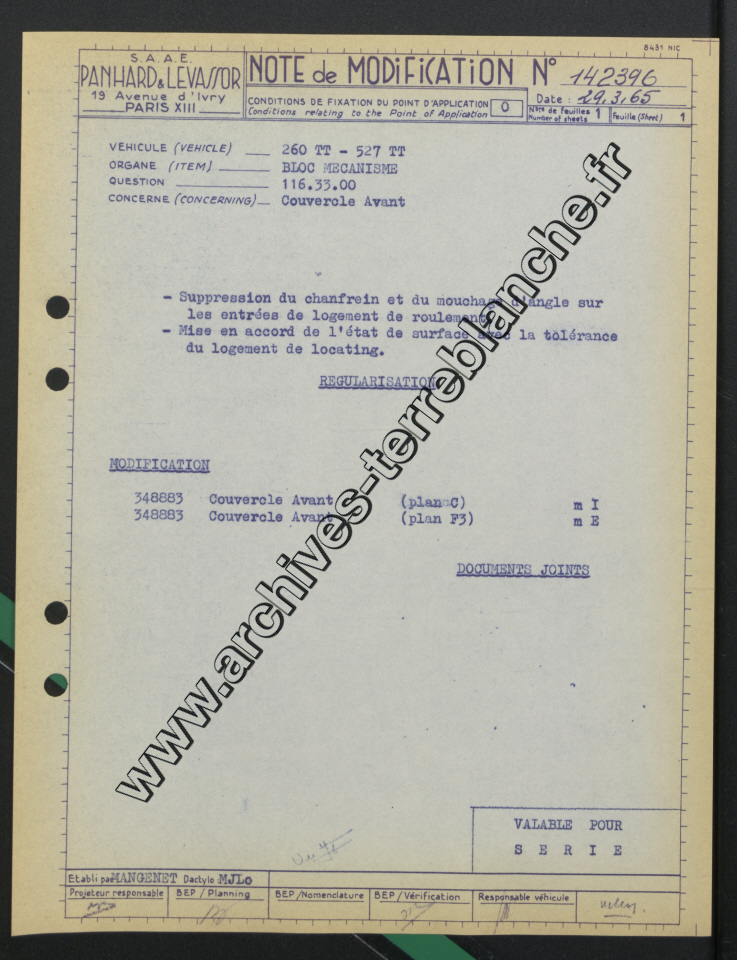 8431 NIC
S.A.A.E.
PANHARD & LEVASSOR
19 Avenue d'Ivry
PARIS XIII
NOTE de MODIFICATION N° 142396
CONDITIONS DE FIXATION DU POINT D'APPLICATION
Conditions relating to the Point of Application
0
Date : 29.3.65
Nbre de feuilles 1
Number of sheets
Feuille (Sheet) 1
VEHICULE (VEHICLE) 260 TT - 527 TT
ORGANE (ITEM) BLOC MECANISME
QUESTION 116.33.00
CONCERNE (CONCERNING) Couvercle Avant
- Suppression du chanfrein et du mouchage d'angle sur
les entrées de logement de roulement
- Mise en accord de l'état de surface avec la tolérance
du logement de locating.
REGULARISATION
MODIFICATION
348883 Couvercle Avant (plan C) m I
348883 Couvercle Avant (plan F3) m E
DOCUMENTS JOINTS
www.archives-terreblanche.fr
VALABLE POUR
S E R I E
Etabli par MANGENET Dactylo MJLo
Projeteur responsable
BEP / Planning
BEP / Nomenclature
BEP / Vérification
Responsable véhicule